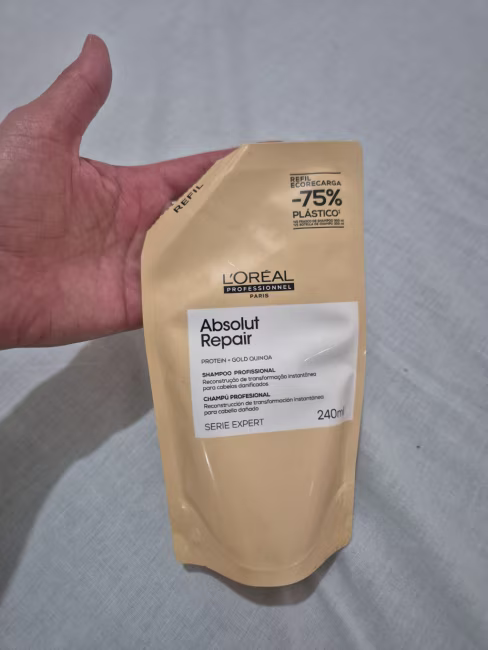 REFIL
REFIL
ECORECARGA
-75%
PLÁSTICO¹
L'ORÉAL
PROFESSIONNEL
PARIS
Absolut
Repair
PROTEIN + GOLD QUINOA
SHAMPOO PROFISSIONAL
Reconstrução de transformação instantânea
para cabelos danificados.
CHAMPÚ PROFESIONAL
Reconstrucción de transformación instantánea
para cabello dañado
SERIE EXPERT
240ml